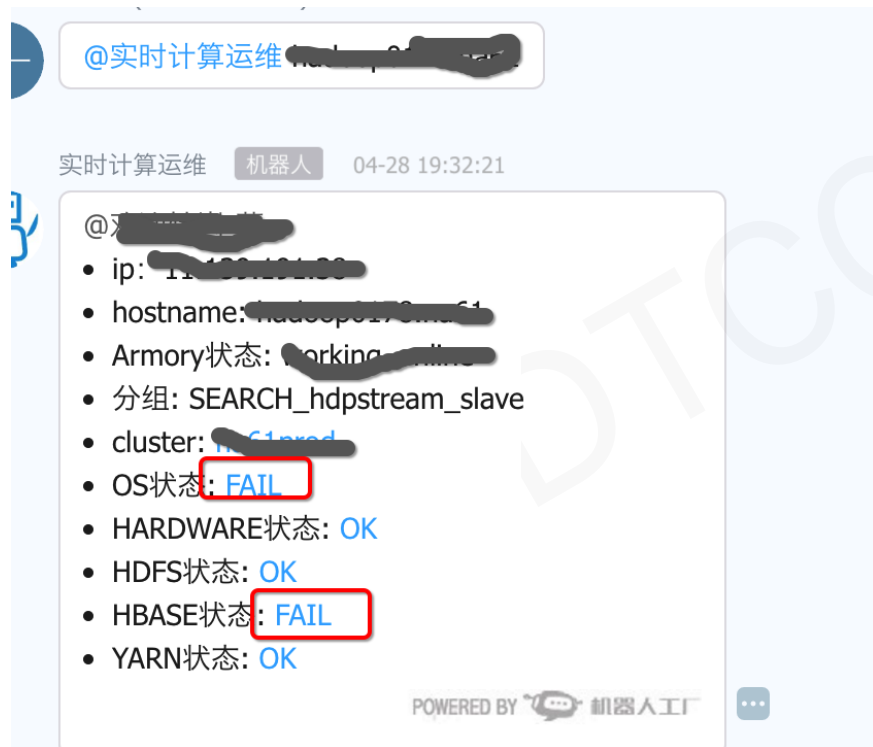 @实时计算运维
实时计算运维 机器人 04-28 19:32:21
@
• ip:
• hostname:
• Armory状态:
• 分组: SEARCH_hdpstream_slave
• cluster:
• OS状态: FAIL
• HARDWARE状态: OK
• HDFS状态: OK
• HBASE状态: FAIL
• YARN状态: OK
POWERED BY 机器人工厂
DTCC